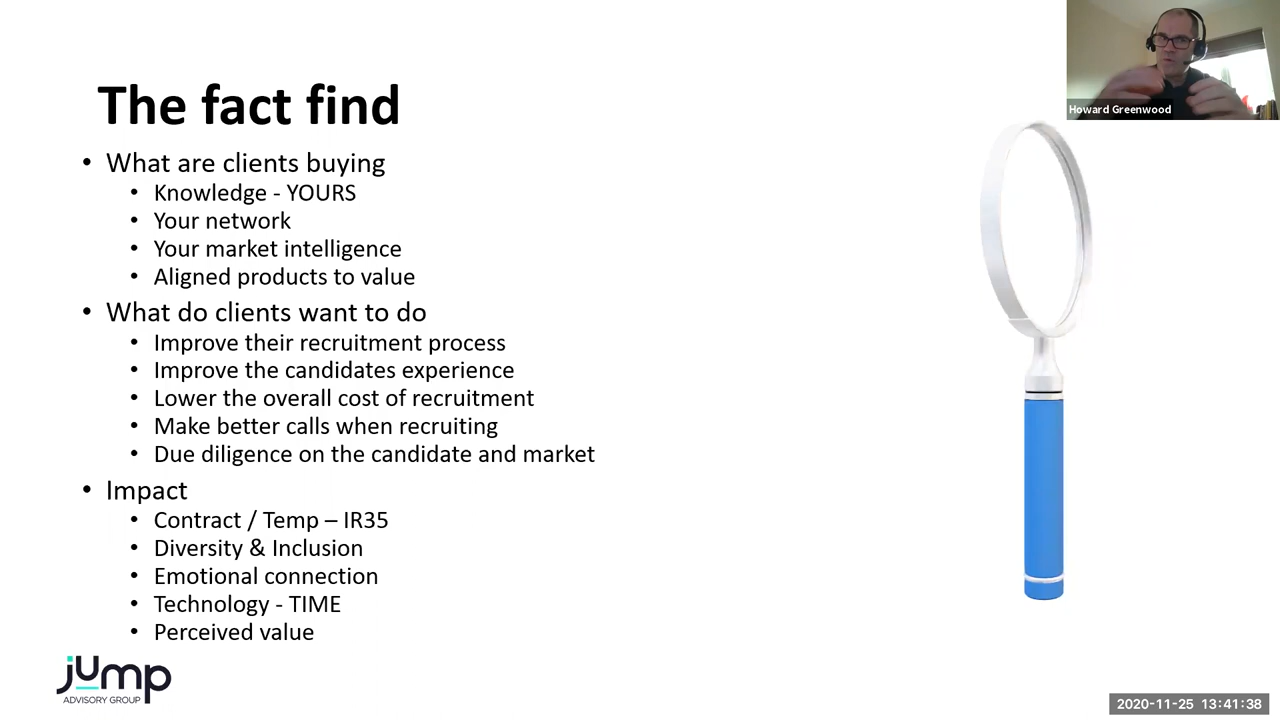 The fact find
Howard Greenwood
• What are clients buying
• Knowledge - YOURS
• Your network
• Your market intelligence
• Aligned products to value
• What do clients want to do
• Improve their recruitment process
• Improve the candidates experience
• Lower the overall cost of recruitment
• Make better calls when recruiting
• Due diligence on the candidate and market
• Impact
• Contract / Temp – IR35
• Diversity & Inclusion
• Emotional connection
• Technology - TIME
• Perceived value
jump
ADVISORY GROUP
2020-11-25 13:41:38